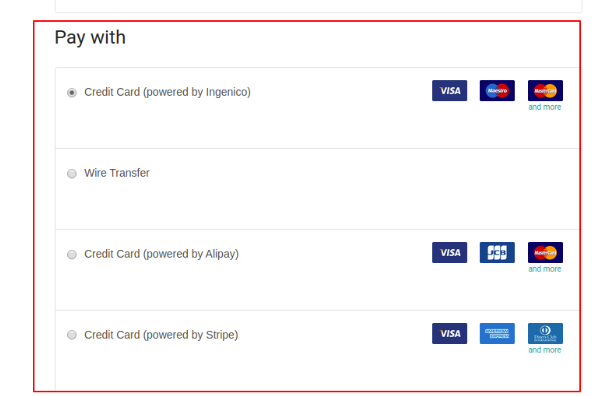 Pay with
Credit Card (powered by Ingenico)
VISA
Maestro
MasterCard
and more
Wire Transfer
Credit Card (powered by Alipay)
VISA
JCB
MasterCard
and more
Credit Card (powered by Stripe)
VISA
AMERICAN
EXPRESS
Diners Club
INTERNATIONAL
and more